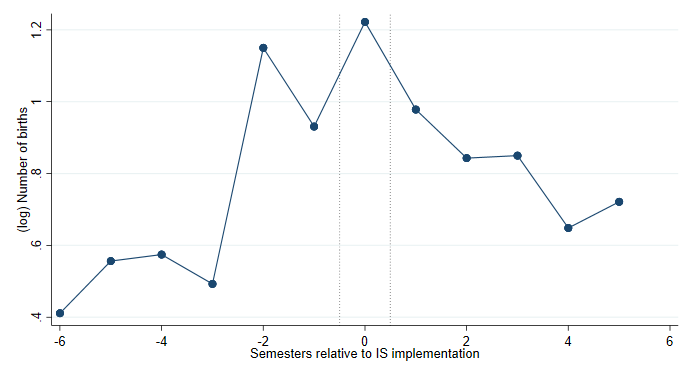 1.2
1
.8
.6
.4
(log) Number of births
-6 -4 -2 0 2 4 6
Semesters relative to IS implementation